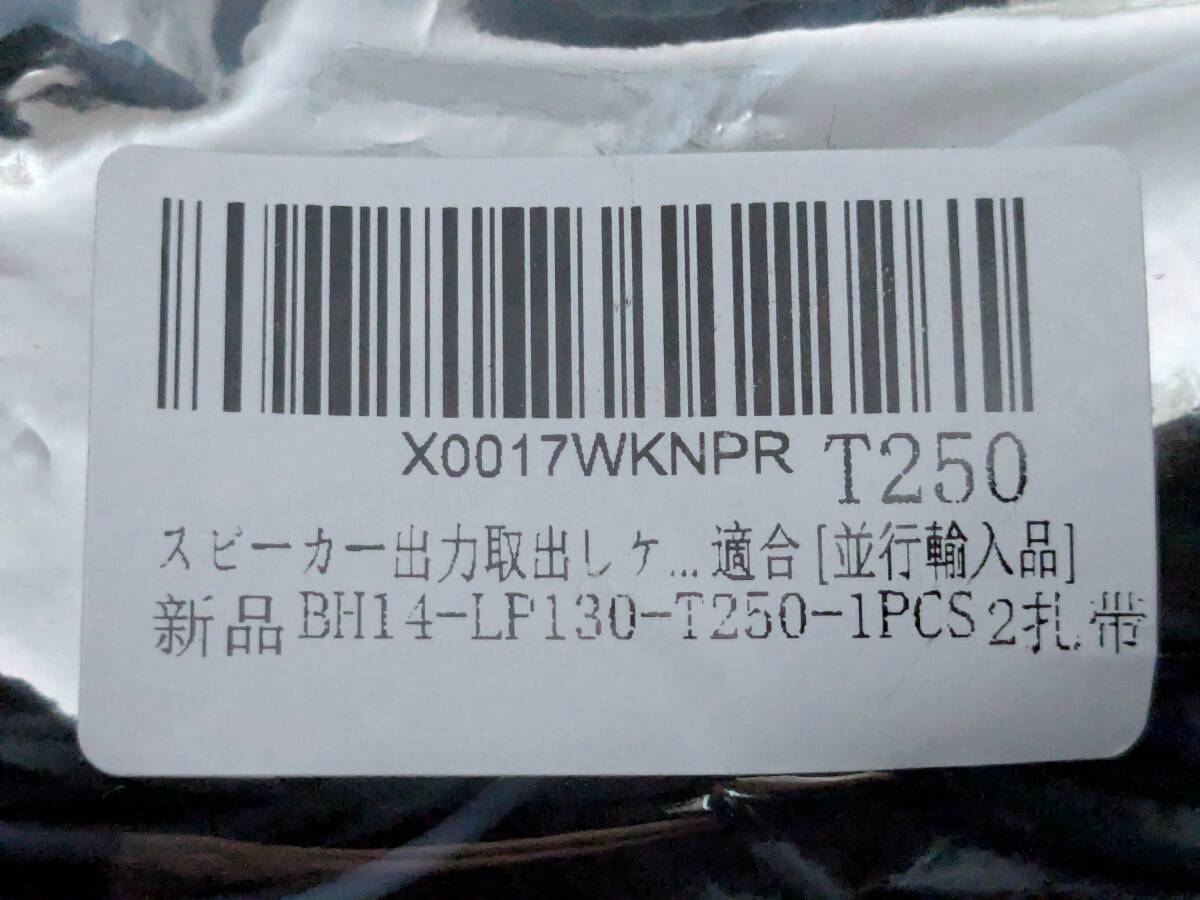 X0017WKNPR T250
スピーカー出力取出しケ...適合[並行輸入品]
新品 BH14-LP130-T250-1PCS 2扎带